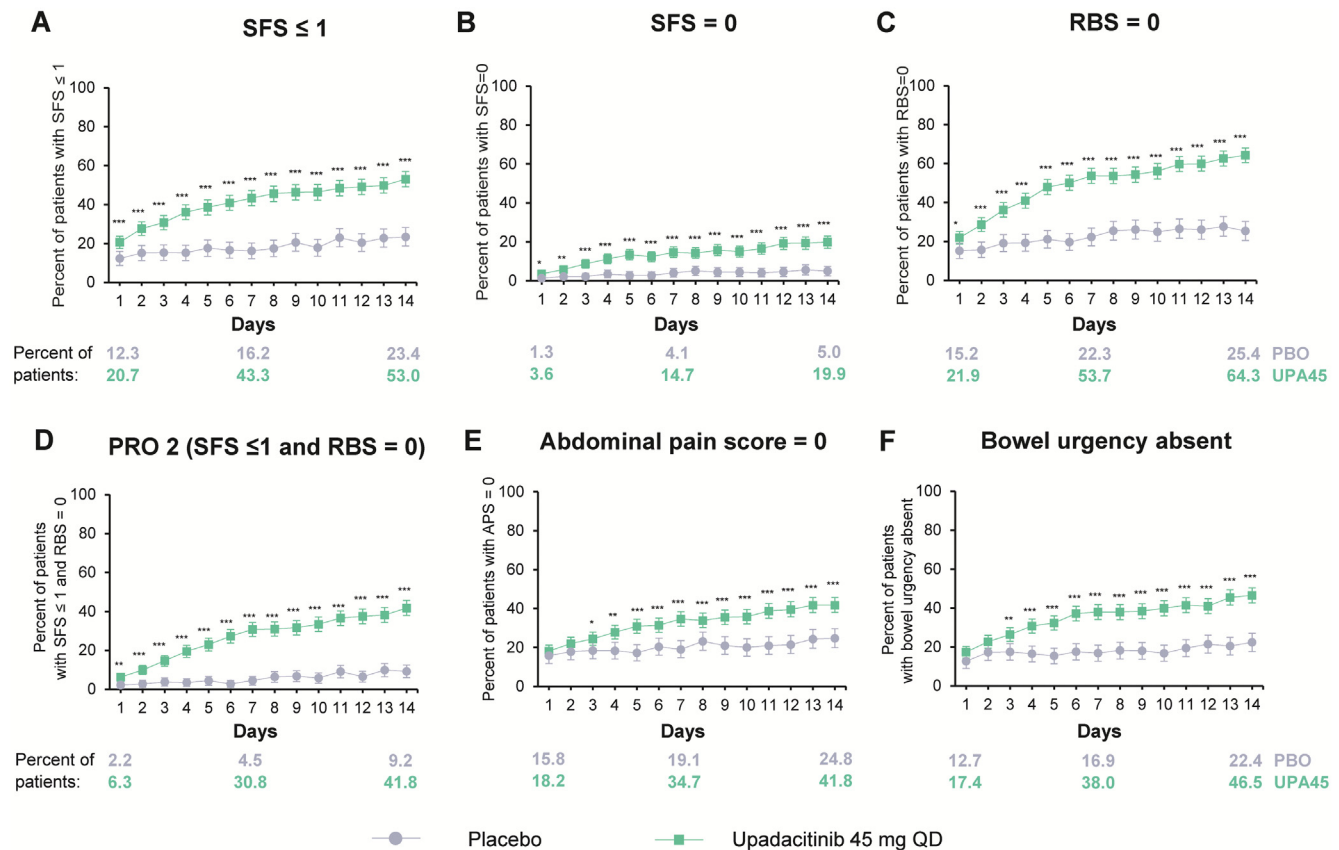 A
SFS ≤ 1
Percent of patients with SFS ≤ 1
100
80
60
40
20
0
*** *** *** *** *** *** *** *** *** *** *** *** *** ***
1 2 3 4 5 6 7 8 9 10 11 12 13 14
Days
B
SFS = 0
Percent of patients with SFS=0
100
80
60
40
20
0
* ** *** *** *** *** *** *** *** *** *** *** *** ***
1 2 3 4 5 6 7 8 9 10 11 12 13 14
Days
C
RBS = 0
Percent of patients with RBS=0
100
80
60
40
20
0
* *** *** *** *** *** *** *** *** *** *** *** *** ***
1 2 3 4 5 6 7 8 9 10 11 12 13 14
Days
Percent of patients:
12.3 16.2 23.4
20.7 43.3 53.0
1.3 4.1 5.0
3.6 14.7 19.9
15.2 22.3 25.4 PBO
21.9 53.7 64.3 UPA45
D
PRO 2 (SFS ≤1 and RBS = 0)
Percent of patients
with SFS ≤ 1 and RBS = 0
100
80
60
40
20
0
** *** *** *** *** *** *** *** *** *** *** *** *** ***
1 2 3 4 5 6 7 8 9 10 11 12 13 14
Days
E
Abdominal pain score = 0
Percent of patients with APS = 0
100
80
60
40
20
0
* ** *** *** *** *** *** *** *** *** *** ***
1 2 3 4 5 6 7 8 9 10 11 12 13 14
Days
F
Bowel urgency absent
Percent of patients
with bowel urgency absent
100
80
60
40
20
0
** *** *** *** *** *** *** *** *** *** *** ***
1 2 3 4 5 6 7 8 9 10 11 12 13 14
Days
Percent of patients:
2.2 4.5 9.2
6.3 30.8 41.8
15.8 19.1 24.8
18.2 34.7 41.8
12.7 16.9 22.4 PBO
17.4 38.0 46.5 UPA45
Placebo
Upadacitinib 45 mg QD